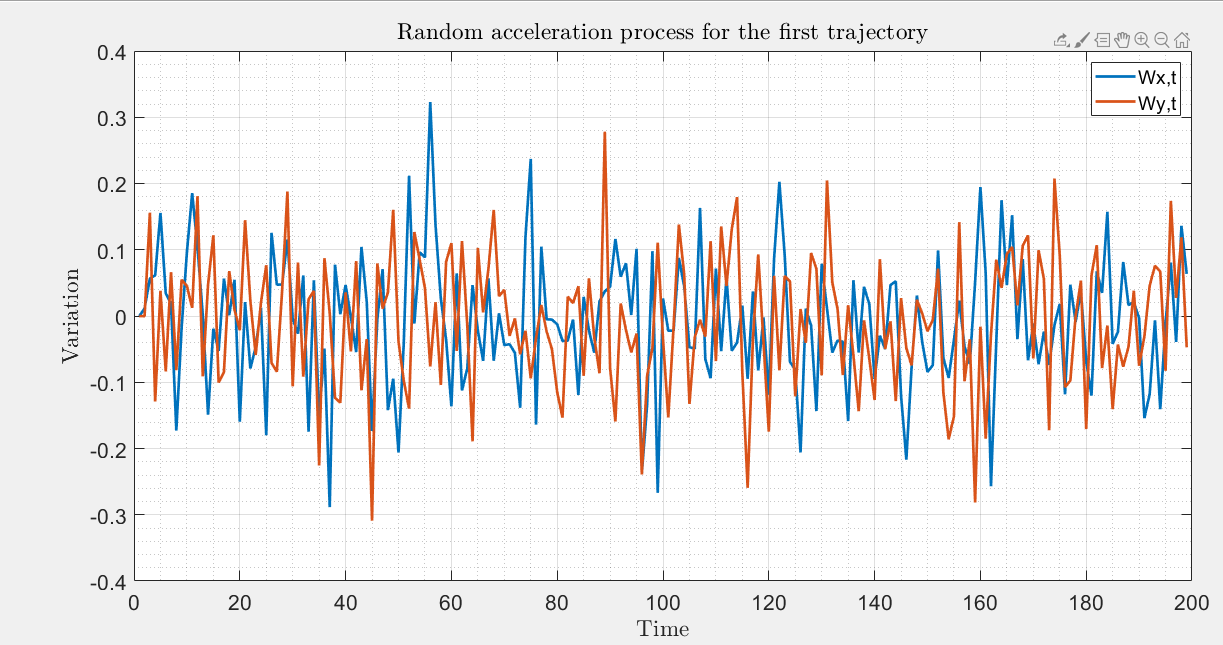 Random acceleration process for the first trajectory
0.4
Wx,t
Wy,t
0.3
0.2
0.1
0
-0.1
-0.2
-0.3
-0.4
Variation
0 20 40 60 80 100 120 140 160 180 200
Time